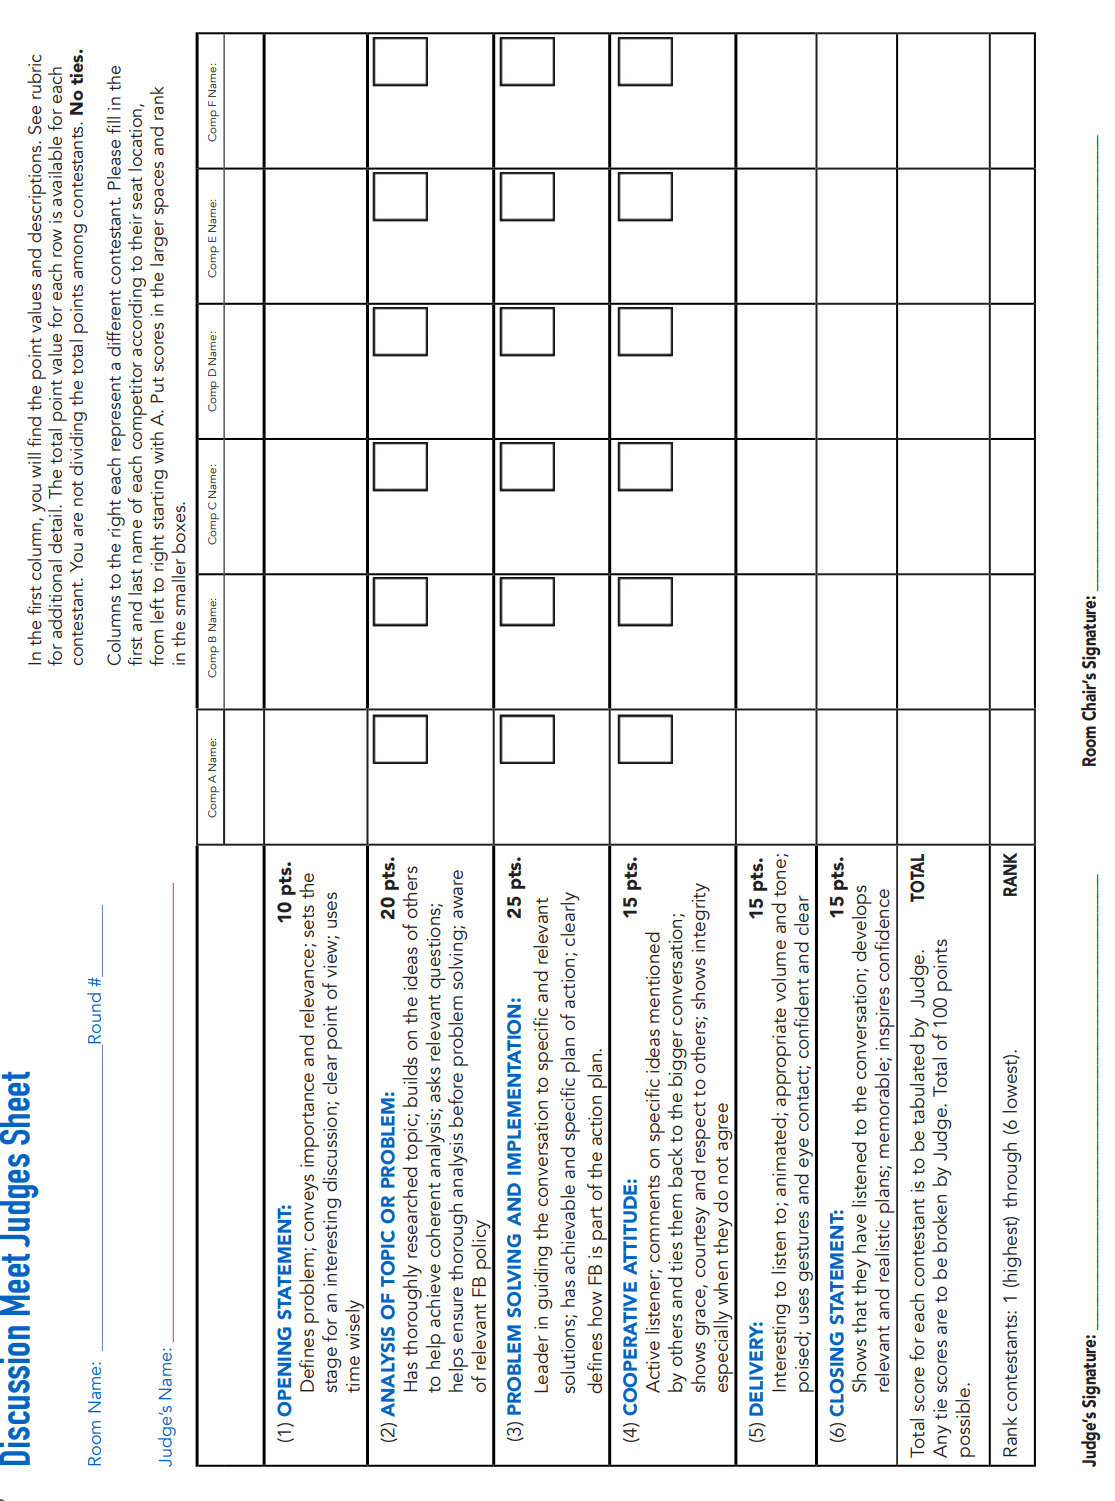 Discussion Meet Judges Sheet
Room Name: Round #
Judge's Name:
In the first column, you will find the point values and descriptions. See rubric
for additional detail. The total point value for each row is available for each
contestant. You are not dividing the total points among contestants. No ties.
Columns to the right each represent a different contestant. Please fill in the
first and last name of each competitor according to their seat location,
from left to right starting with A. Put scores in the larger spaces and rank
in the smaller boxes.
Comp A Name: Comp B Name: Comp C Name: Comp D Name: Comp E Name: Comp F Name:
(1) OPENING STATEMENT: 10 pts.
Defines problem; conveys importance and relevance; sets the
stage for an interesting discussion; clear point of view; uses
time wisely
(2) ANALYSIS OF TOPIC OR PROBLEM: 20 pts.
Has thoroughly researched topic; builds on the ideas of others
to help achieve coherent analysis; asks relevant questions;
helps ensure thorough analysis before problem solving; aware
of relevant FB policy
(3) PROBLEM SOLVING AND IMPLEMENTATION: 25 pts.
Leader in guiding the conversation to specific and relevant
solutions; has achievable and specific plan of action; clearly
defines how FB is part of the action plan.
(4) COOPERATIVE ATTITUDE: 15 pts.
Active listener; comments on specific ideas mentioned
by others and ties them back to the bigger conversation;
shows grace, courtesy and respect to others; shows integrity
especially when they do not agree
(5) DELIVERY: 15 pts.
Interesting to listen to; animated; appropriate volume and tone;
poised; uses gestures and eye contact; confident and clear
(6) CLOSING STATEMENT: 15 pts.
Shows that they have listened to the conversation; develops
relevant and realistic plans; memorable; inspires confidence
Total score for each contestant is to be tabulated by Judge. TOTAL
Any tie scores are to be broken by Judge. Total of 100 points
possible.
Rank contestants: 1 (highest) through (6 lowest). RANK
Judge's Signature: Room Chair's Signature: